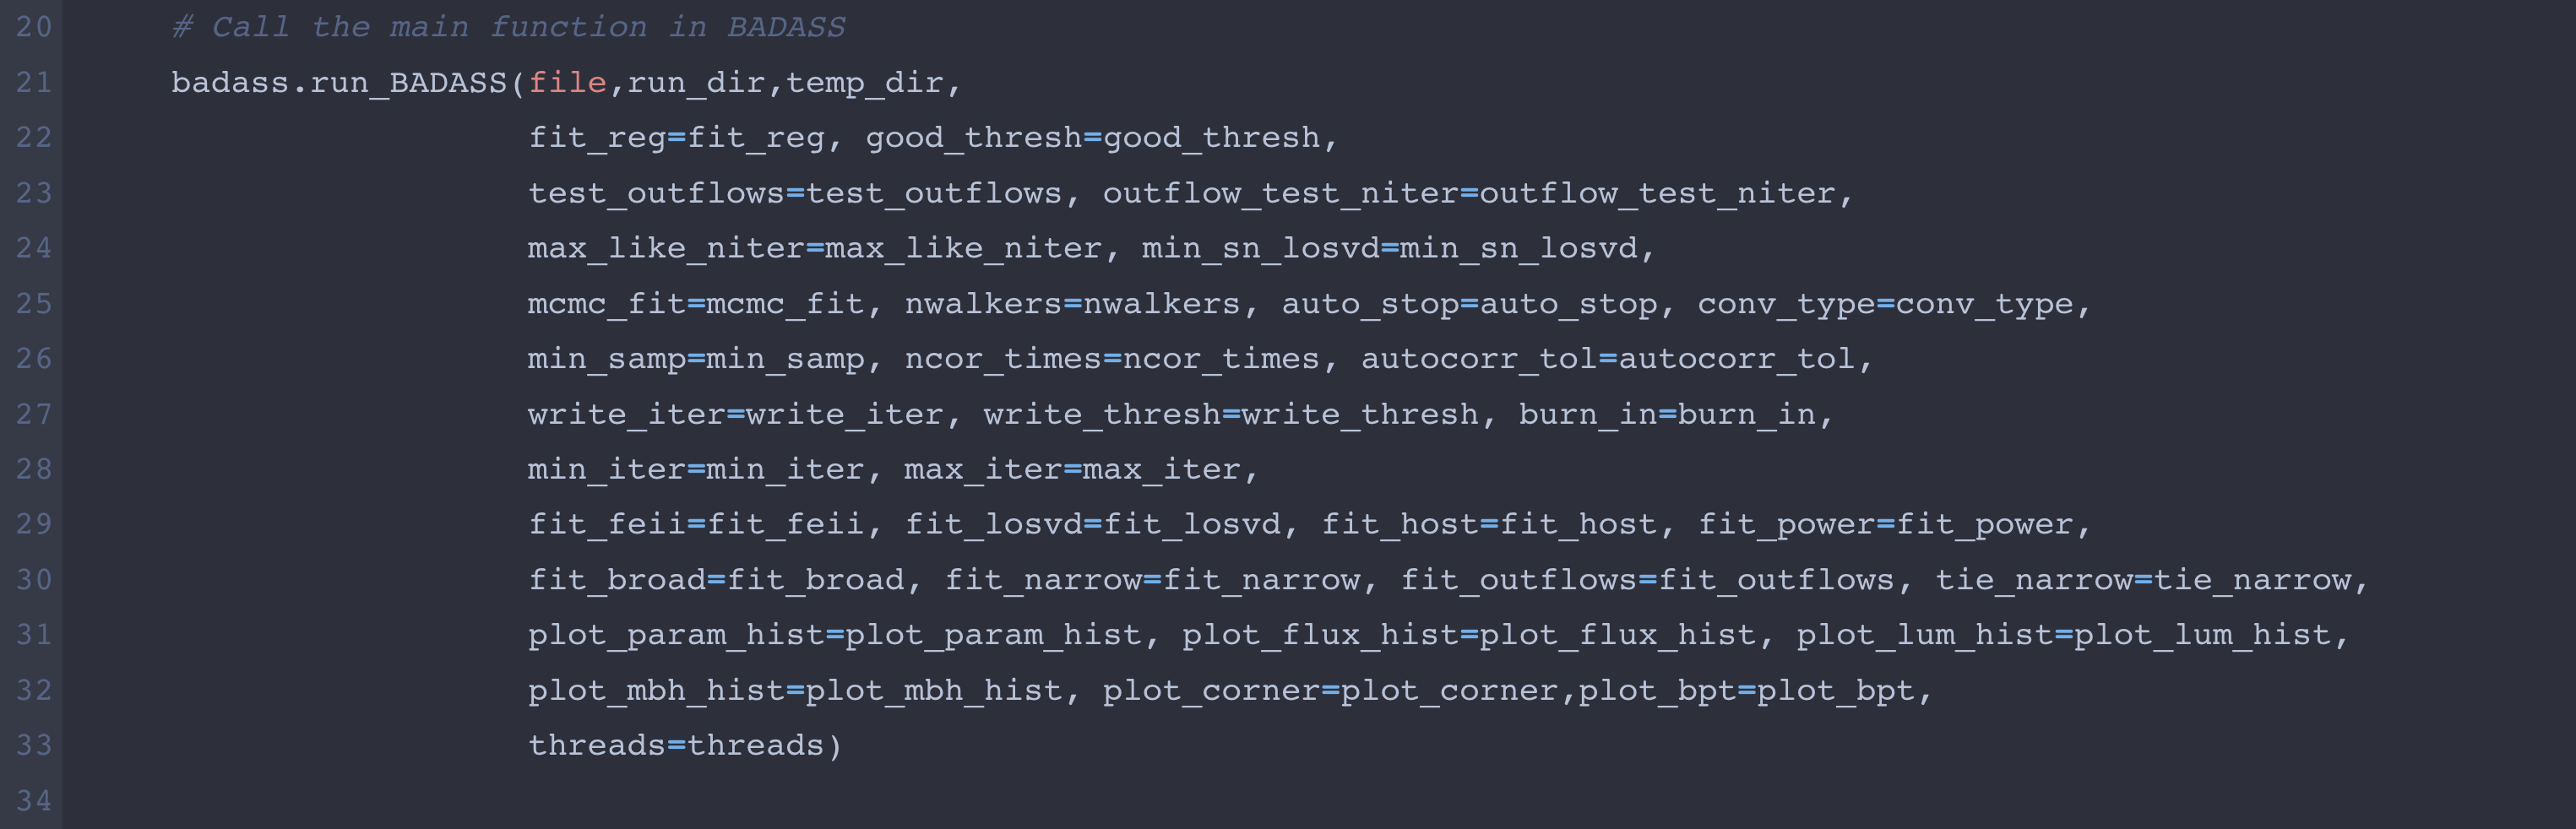 20 # Call the main function in BADASS
21 badass.run_BADASS(file,run_dir,temp_dir,
22 fit_reg=fit_reg, good_thresh=good_thresh,
23 test_outflows=test_outflows, outflow_test_niter=outflow_test_niter,
24 max_like_niter=max_like_niter, min_sn_losvd=min_sn_losvd,
25 mcmc_fit=mcmc_fit, nwalkers=nwalkers, auto_stop=auto_stop, conv_type=conv_type,
26 min_samp=min_samp, ncor_times=ncor_times, autocorr_tol=autocorr_tol,
27 write_iter=write_iter, write_thresh=write_thresh, burn_in=burn_in,
28 min_iter=min_iter, max_iter=max_iter,
29 fit_feii=fit_feii, fit_losvd=fit_losvd, fit_host=fit_host, fit_power=fit_power,
30 fit_broad=fit_broad, fit_narrow=fit_narrow, fit_outflows=fit_outflows, tie_narrow=tie_narrow,
31 plot_param_hist=plot_param_hist, plot_flux_hist=plot_flux_hist, plot_lum_hist=plot_lum_hist,
32 plot_mbh_hist=plot_mbh_hist, plot_corner=plot_corner,plot_bpt=plot_bpt,
33 threads=threads)
34